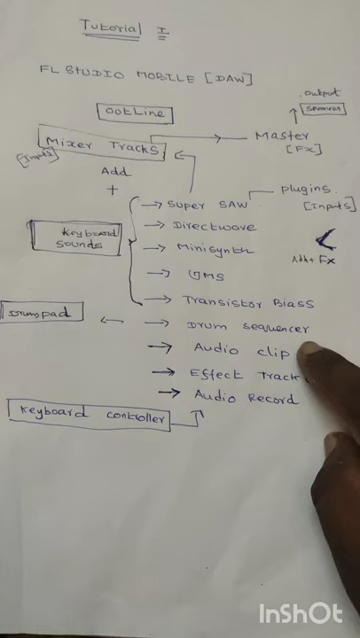 Tutorial I
FL STUDIO MOBILE [DAW]
OutLine
output
Speakers
Mixer Tracks
[Inputs]
Master
[Fx]
Add
+
Super SAW
plugins
[Inputs]
Directwave
Keyboard
sounds
Minisynth
Add+ Fx
GMS
Transistor Bass
Drumpad
Drum sequencer
Audio clip
Effect Track
Audio Record
Keyboard controller
InShOt